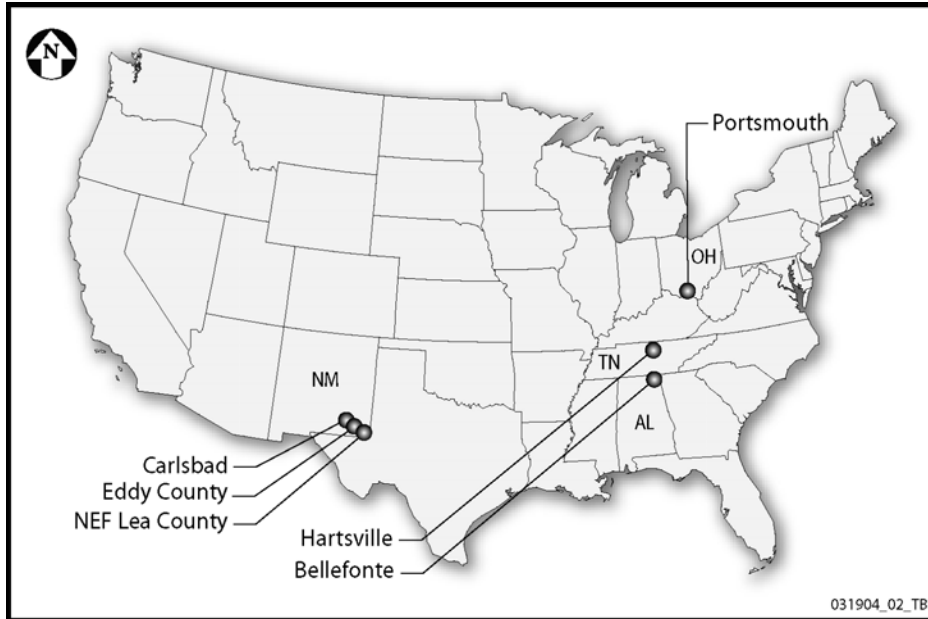 N
Portsmouth
OH
TN
NM
AL
Carlsbad
Eddy County
NEF Lea County
Hartsville
Bellefonte
031904_02_TB